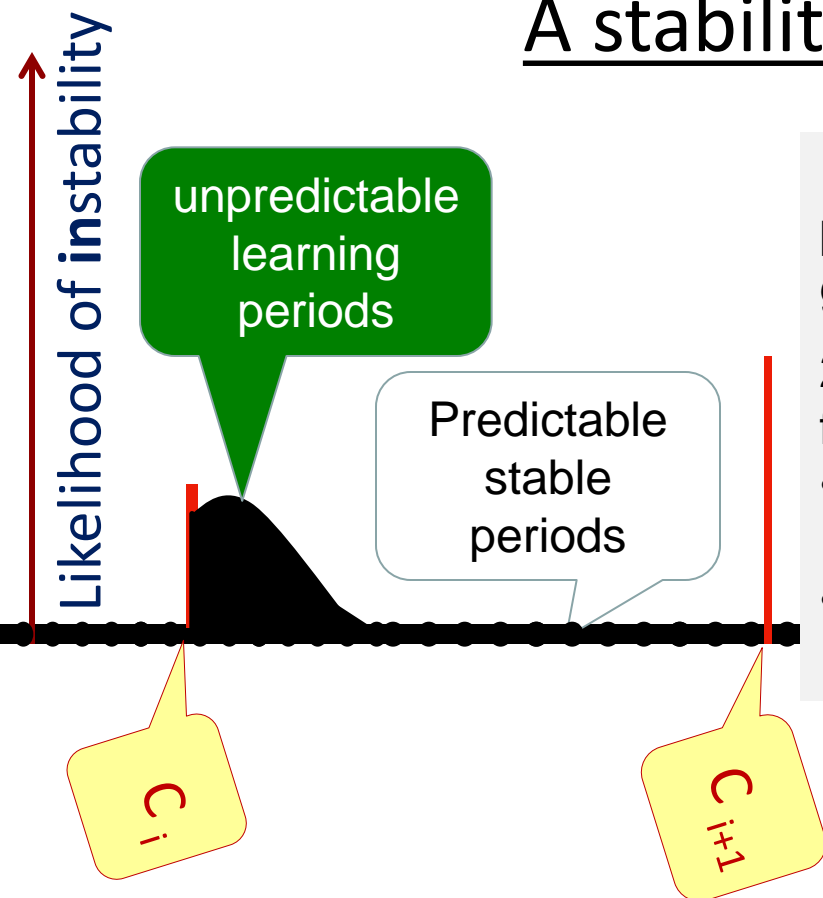 A stabilit
Likelihood of instability
unpredictable
learning
periods
Predictable
stable
periods
C i
C i+1